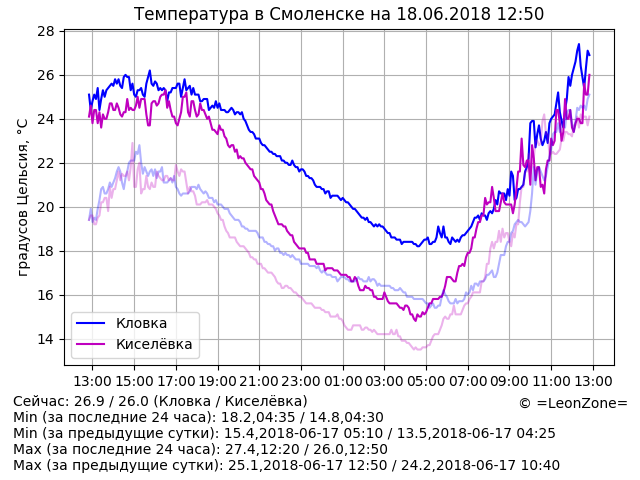 Температура в Смоленске на 18.06.2018 12:50
градусов Цельсия, °C
28
26
24
22
20
18
16
14
Кловка
Киселёвка
13:00 15:00 17:00 19:00 21:00 23:00 01:00 03:00 05:00 07:00 09:00 11:00 13:00
Сейчас: 26.9 / 26.0 (Кловка / Киселёвка)
© =LeonZone=
Min (за последние 24 часа): 18.2,04:35 / 14.8,04:30
Min (за предыдущие сутки): 15.4,2018-06-17 05:10 / 13.5,2018-06-17 04:25
Max (за последние 24 часа): 27.4,12:20 / 26.0,12:50
Max (за предыдущие сутки): 25.1,2018-06-17 12:50 / 24.2,2018-06-17 10:40